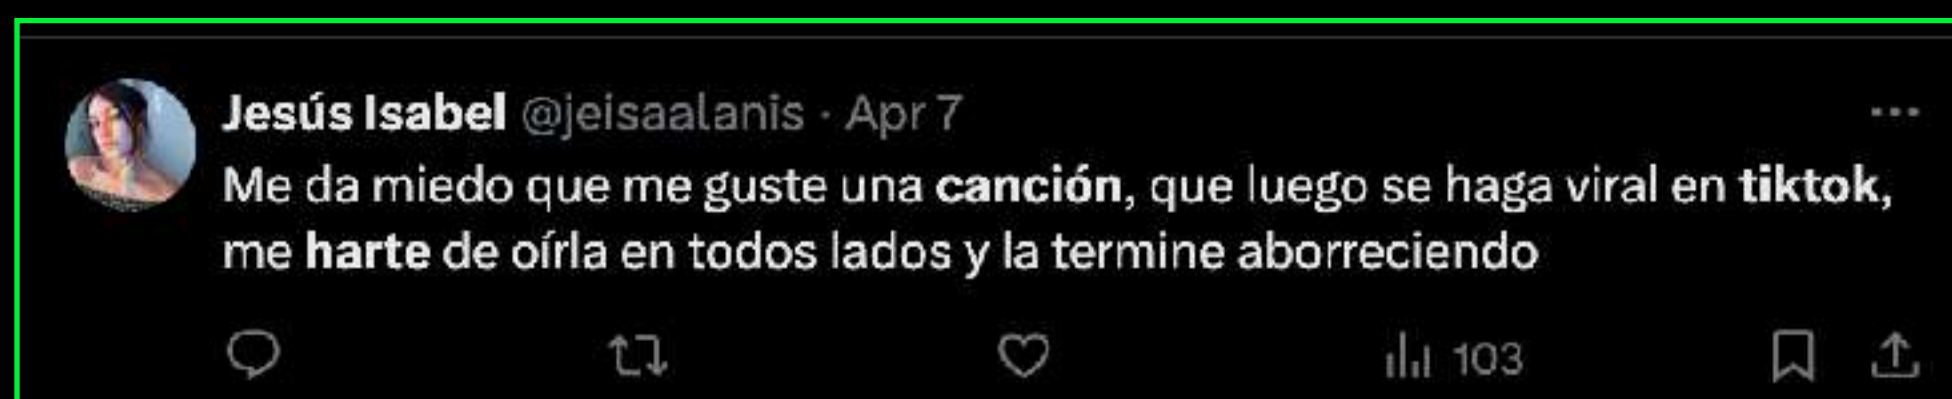 Jesús Isabel @jeisaalanis · Apr 7
Me da miedo que me guste una canción, que luego se haga viral en tiktok,
me harte de oírla en todos lados y la termine aborreciendo
103